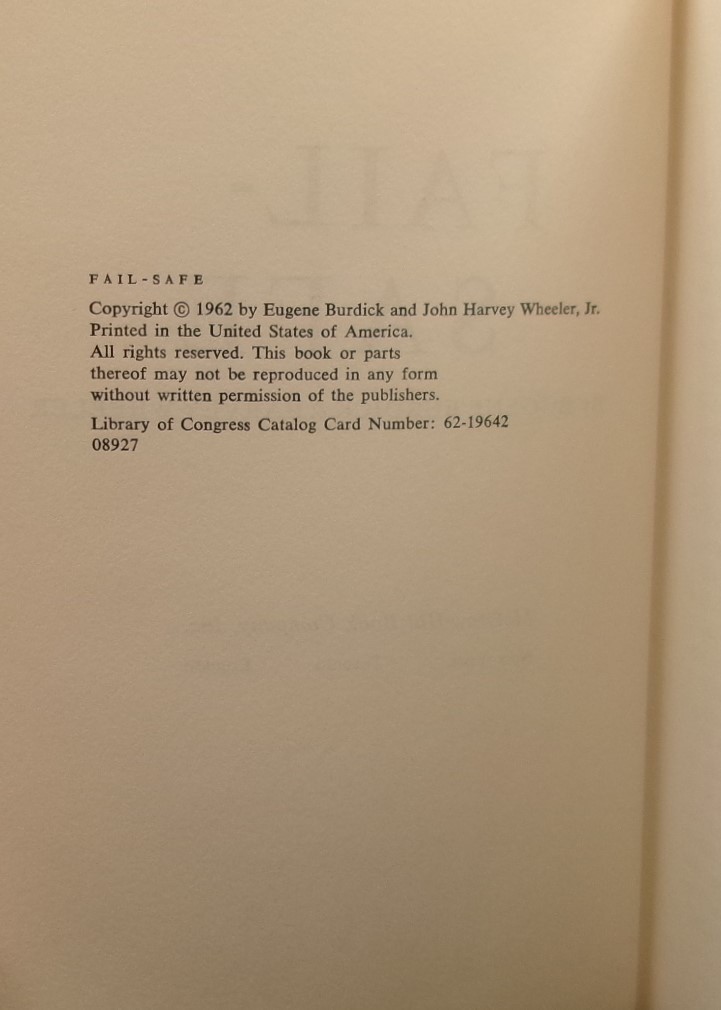 FAIL-SAFE
Copyright © 1962 by Eugene Burdick and John Harvey Wheeler, Jr.
Printed in the United States of America.
All rights reserved. This book or parts
thereof may not be reproduced in any form
without written permission of the publishers.
Library of Congress Catalog Card Number: 62-19642
08927